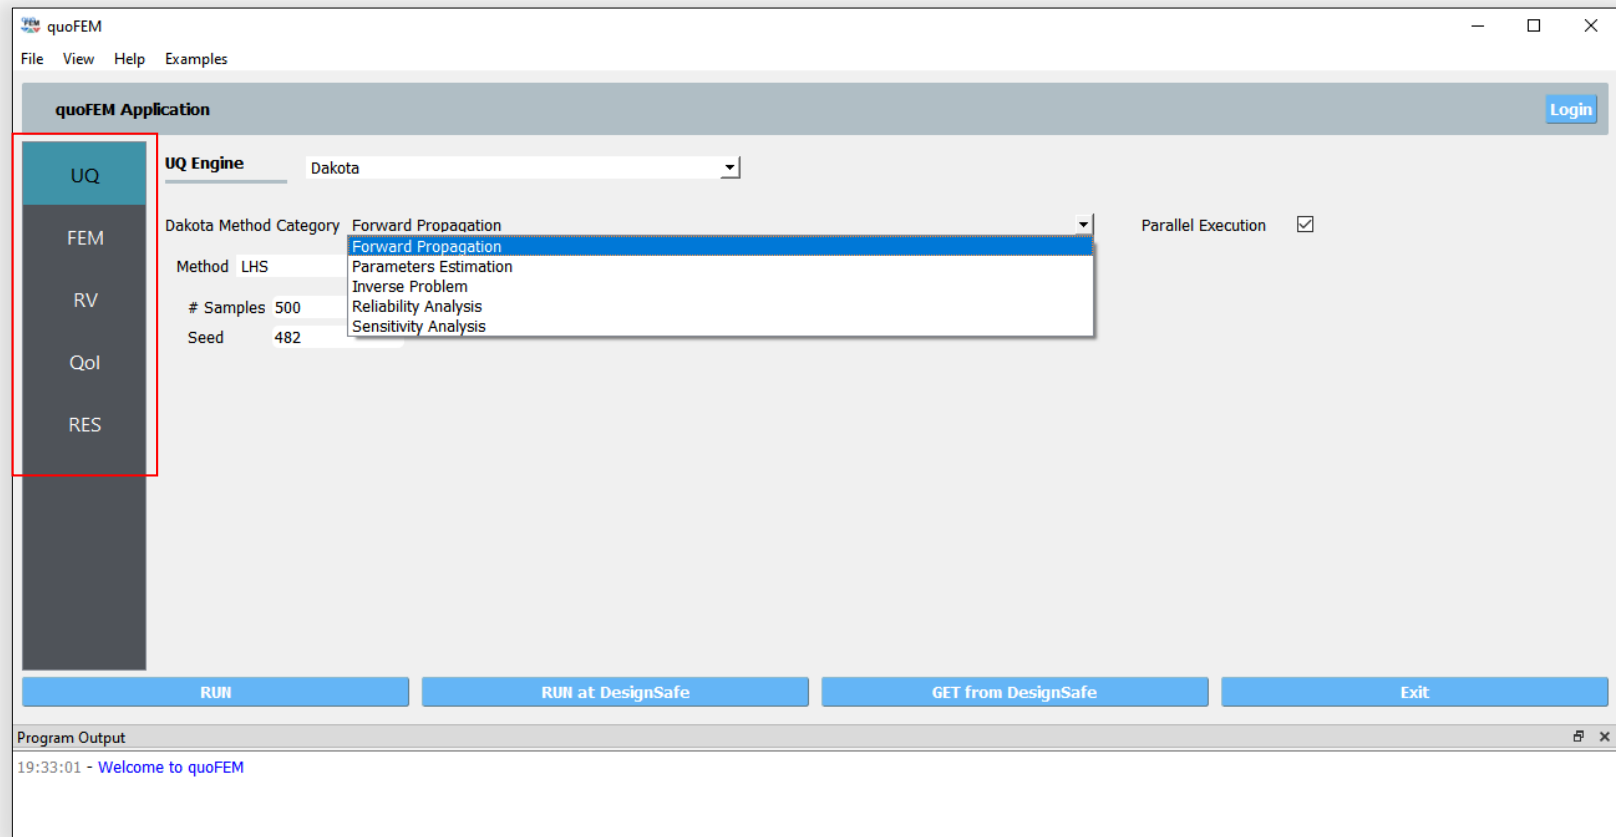 FEM quoFEM
File View Help Examples
quoFEM Application Login
UQ
FEM
RV
QoI
RES
UQ Engine Dakota
Dakota Method Category Forward Propagation Parallel Execution
Forward Propagation
Parameters Estimation
Inverse Problem
Reliability Analysis
Sensitivity Analysis
Method LHS
# Samples 500
Seed 482
RUN RUN at DesignSafe GET from DesignSafe Exit
Program Output
19:33:01 - Welcome to quoFEM